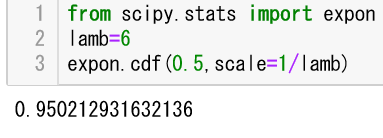 1 from scipy.stats import expon
2 lamb=6
3 expon.cdf(0.5,scale=1/lamb)
0.950212931632136